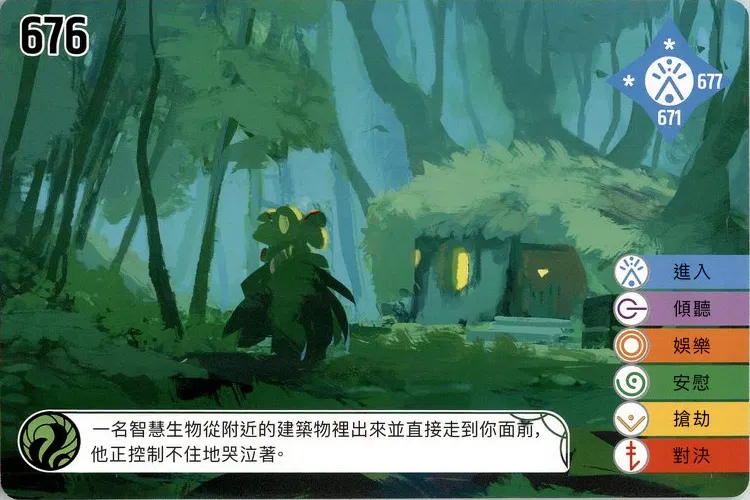 676
*
* 677
671
進入
傾聽
娛樂
安慰
搶劫
對決
一名智慧生物從附近的建築物裡出來並直接走到你面前,
他正控制不住地哭泣著。